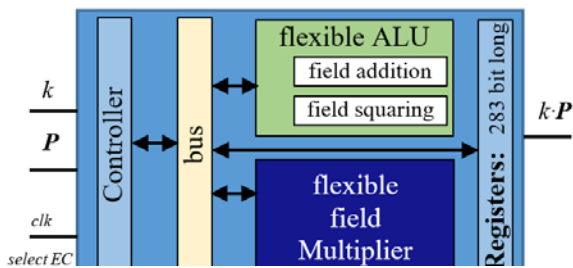 k
P
clk
select EC
Controller
bus
flexible ALU
field addition
field squaring
flexible
field
Multiplier
Registers: 283 bit long
k·P